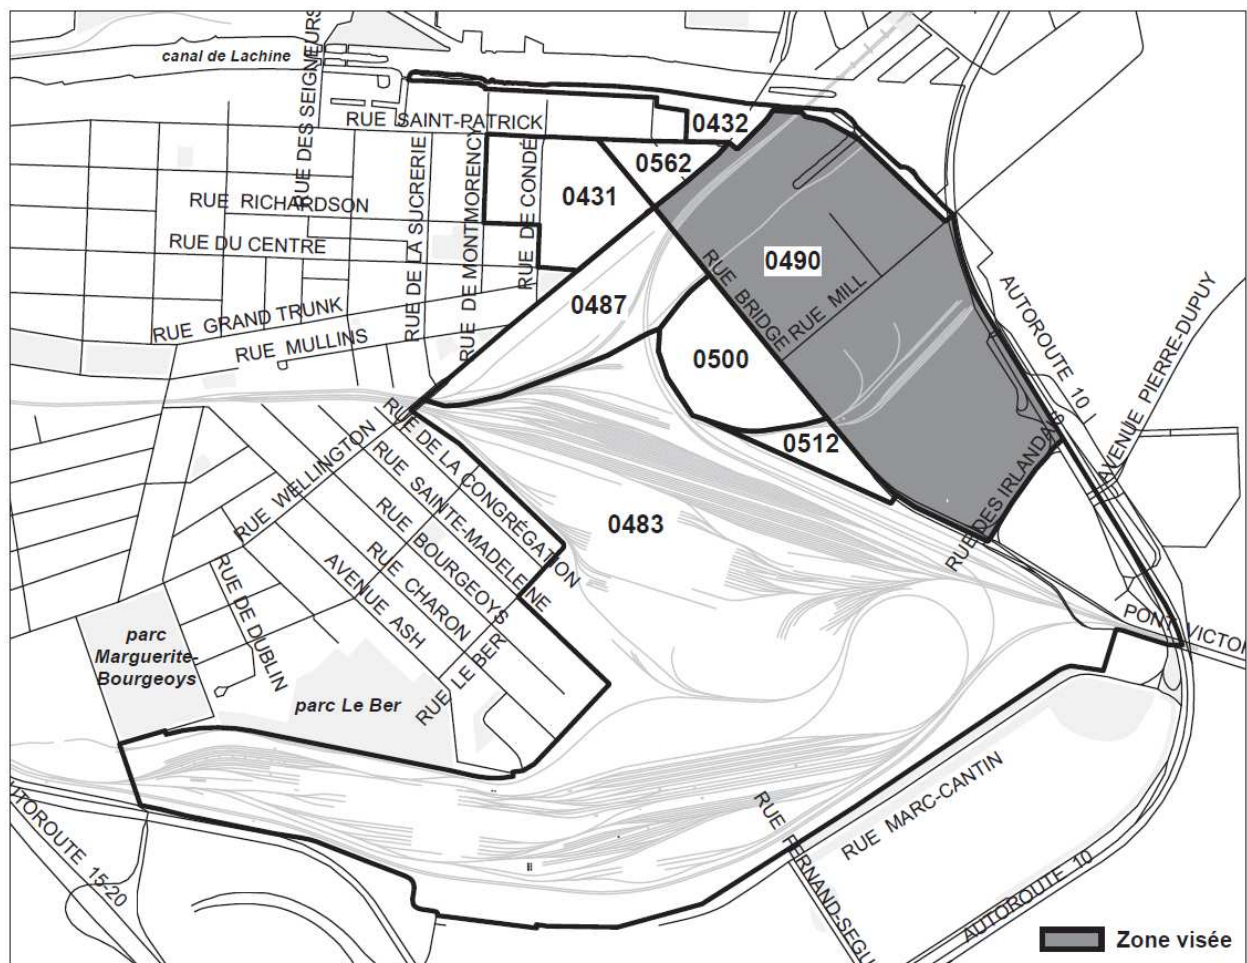 canal de Lachine
RUE DES SEIGNEURS
RUE SAINT-PATRICK
0432
0562
RUE DE LA SUCRERIE
RUE DE MONTMORENCY
RUE DE CONDÉ
0431
RUE RICHARDSON
RUE DU CENTRE
0490
RUE BRIDGE
RUE MILL
0487
RUE GRAND TRUNK
RUE MULLINS
0500
AUTOROUTE 10
AVENUE PIERRE-DUPUY
0512
RUE DES IRLANDAIS
RUE DE LA CONGRÉGATION
RUE WELLINGTON
RUE SAINTE-MADELEINE
RUE BOURGEOYS
RUE CHARON
AVENUE ASH
0483
RUE DE DUBLIN
RUE LE BER
PONT VICTOR
parc
Marguerite-
Bourgeoys
parc Le Ber
RUE MARC-CANTIN
RUE FERNAND-SEGU
AUTOROUTE 10
UTOROUTE 15-20
Zone visée